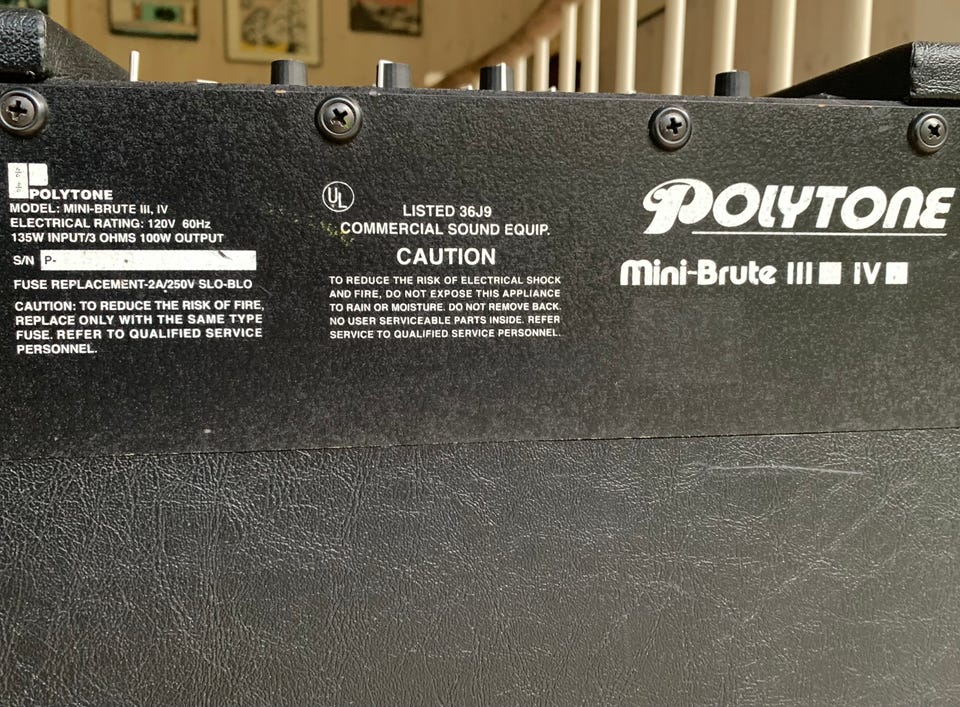 POLYTONE
MODEL: MINI-BRUTE III, IV
ELECTRICAL RATING: 120V 60Hz
135W INPUT/3 OHMS 100W OUTPUT
S/N P-
FUSE REPLACEMENT-2A/250V SLO-BLO
CAUTION: TO REDUCE THE RISK OF FIRE,
REPLACE ONLY WITH THE SAME TYPE
FUSE. REFER TO QUALIFIED SERVICE
PERSONNEL.
UL
LISTED 36J9
COMMERCIAL SOUND EQUIP.
CAUTION
TO REDUCE THE RISK OF ELECTRICAL SHOCK
AND FIRE, DO NOT EXPOSE THIS APPLIANCE
TO RAIN OR MOISTURE. DO NOT REMOVE BACK.
NO USER SERVICEABLE PARTS INSIDE. REFER
SERVICE TO QUALIFIED SERVICE PERSONNEL.
POLYTONE
Mini-Brute III IV